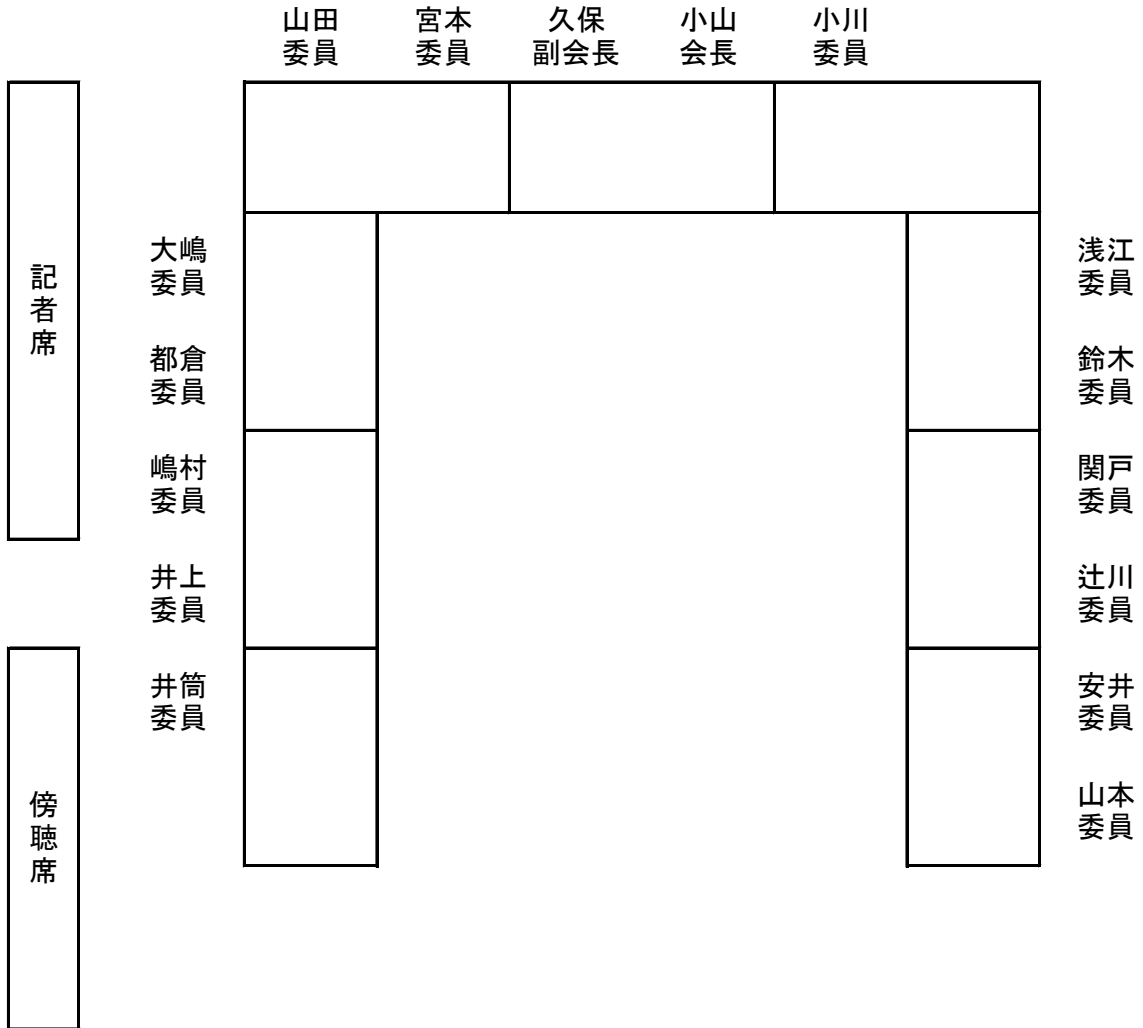 山田
委員
宮本
委員
久保
副会長
小山
会長
小川
委員
記者席
大嶋
委員
都倉
委員
嶋村
委員
井上
委員
井筒
委員
浅江
委員
鈴木
委員
関戸
委員
辻川
委員
安井
委員
山本
委員
傍聴席